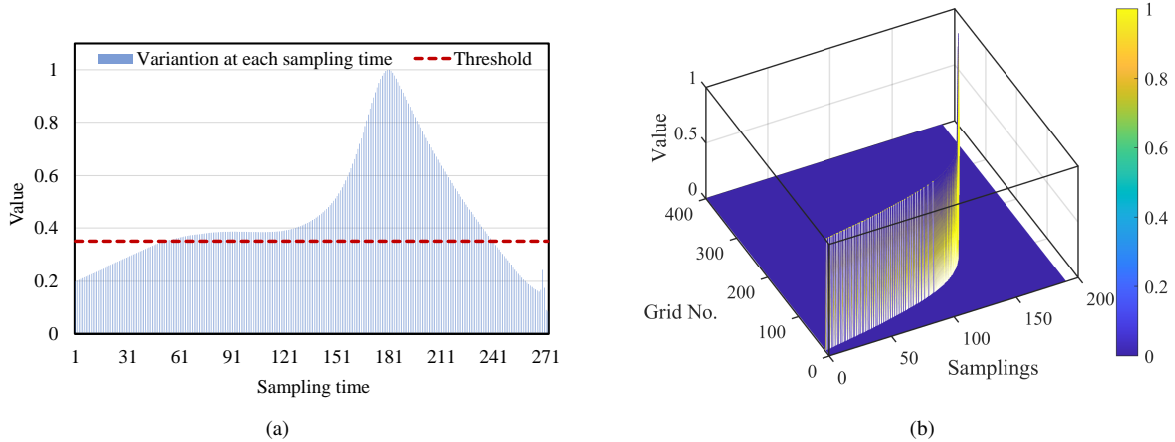 Variantion at each sampling time
Threshold
1
0.8
0.6
0.4
0.2
0
Value
1 31 61 91 121 151 181 211 241 271
Sampling time
(a)
1
0.5
0
Value
400
300
200
100
0
Grid No.
0
50
100
150
200
Samplings
1
0.8
0.6
0.4
0.2
0
(b)